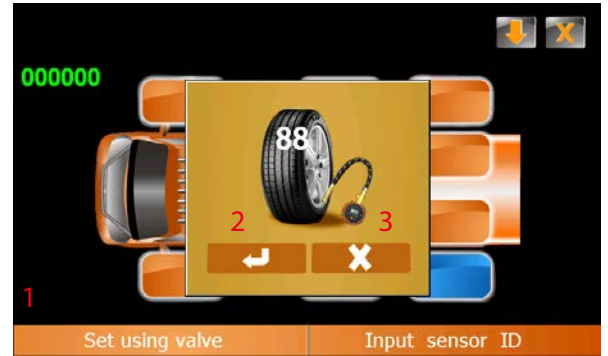 000000
88
2 3
1
Set using valve Input sensor ID